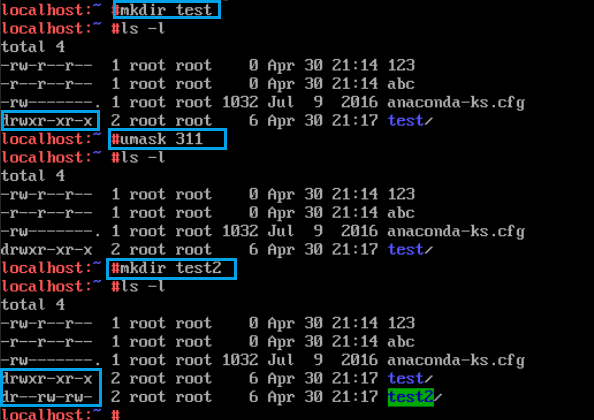 localhost:~ #mkdir test
localhost:~ #ls -l
total 4
-rw-r--r-- 1 root root 0 Apr 30 21:14 123
-r--r--r-- 1 root root 0 Apr 30 21:14 abc
-rw-------. 1 root root 1032 Jul 9 2016 anaconda-ks.cfg
drwxr-xr-x 2 root root 6 Apr 30 21:17 test/
localhost:~ #umask 311
localhost:~ #ls -l
total 4
-rw-r--r-- 1 root root 0 Apr 30 21:14 123
-r--r--r-- 1 root root 0 Apr 30 21:14 abc
-rw-------. 1 root root 1032 Jul 9 2016 anaconda-ks.cfg
drwxr-xr-x 2 root root 6 Apr 30 21:17 test/
localhost:~ #mkdir test2
localhost:~ #ls -l
total 4
-rw-r--r-- 1 root root 0 Apr 30 21:14 123
-r--r--r-- 1 root root 0 Apr 30 21:14 abc
-rw-------. 1 root root 1032 Jul 9 2016 anaconda-ks.cfg
drwxr-xr-x 2 root root 6 Apr 30 21:17 test/
dr--rw-rw- 2 root root 6 Apr 30 21:17 test2/
localhost:~ #